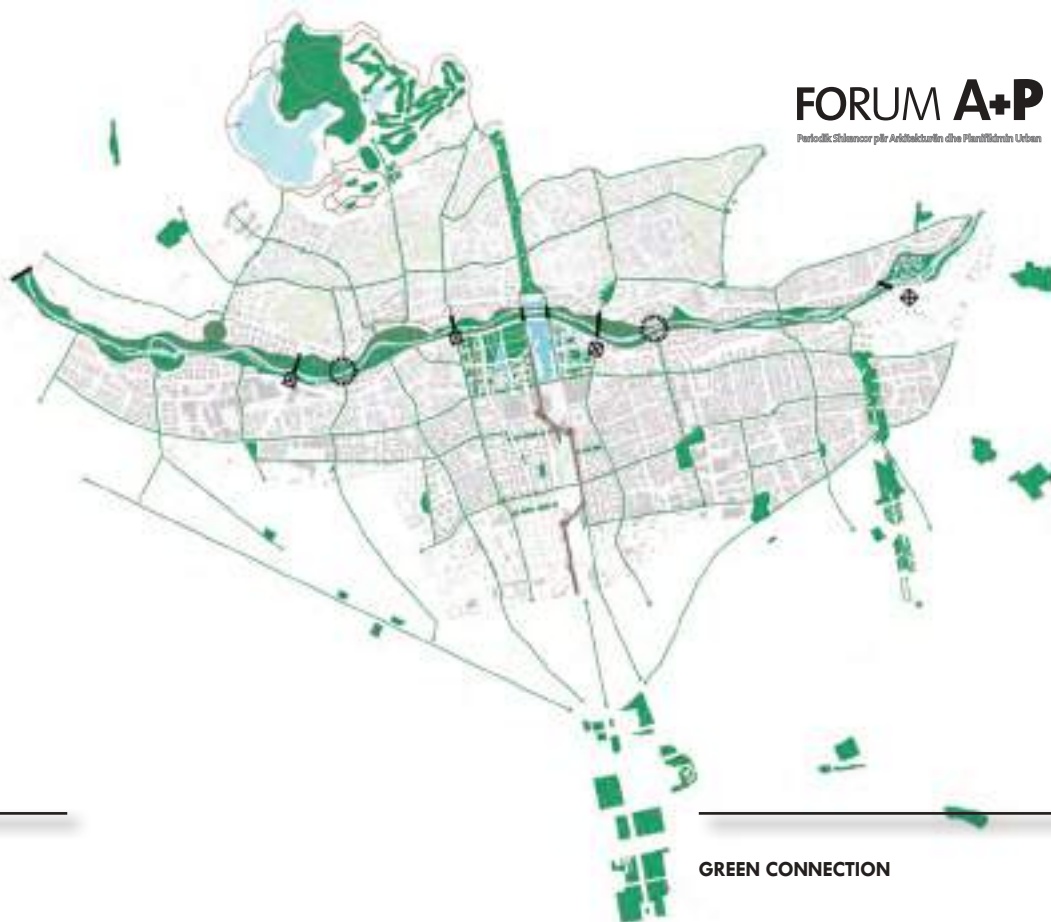 FORUM A+P
Periodik Shkencor për Arkitekturën dhe Planifikimin Urban
GREEN CONNECTION